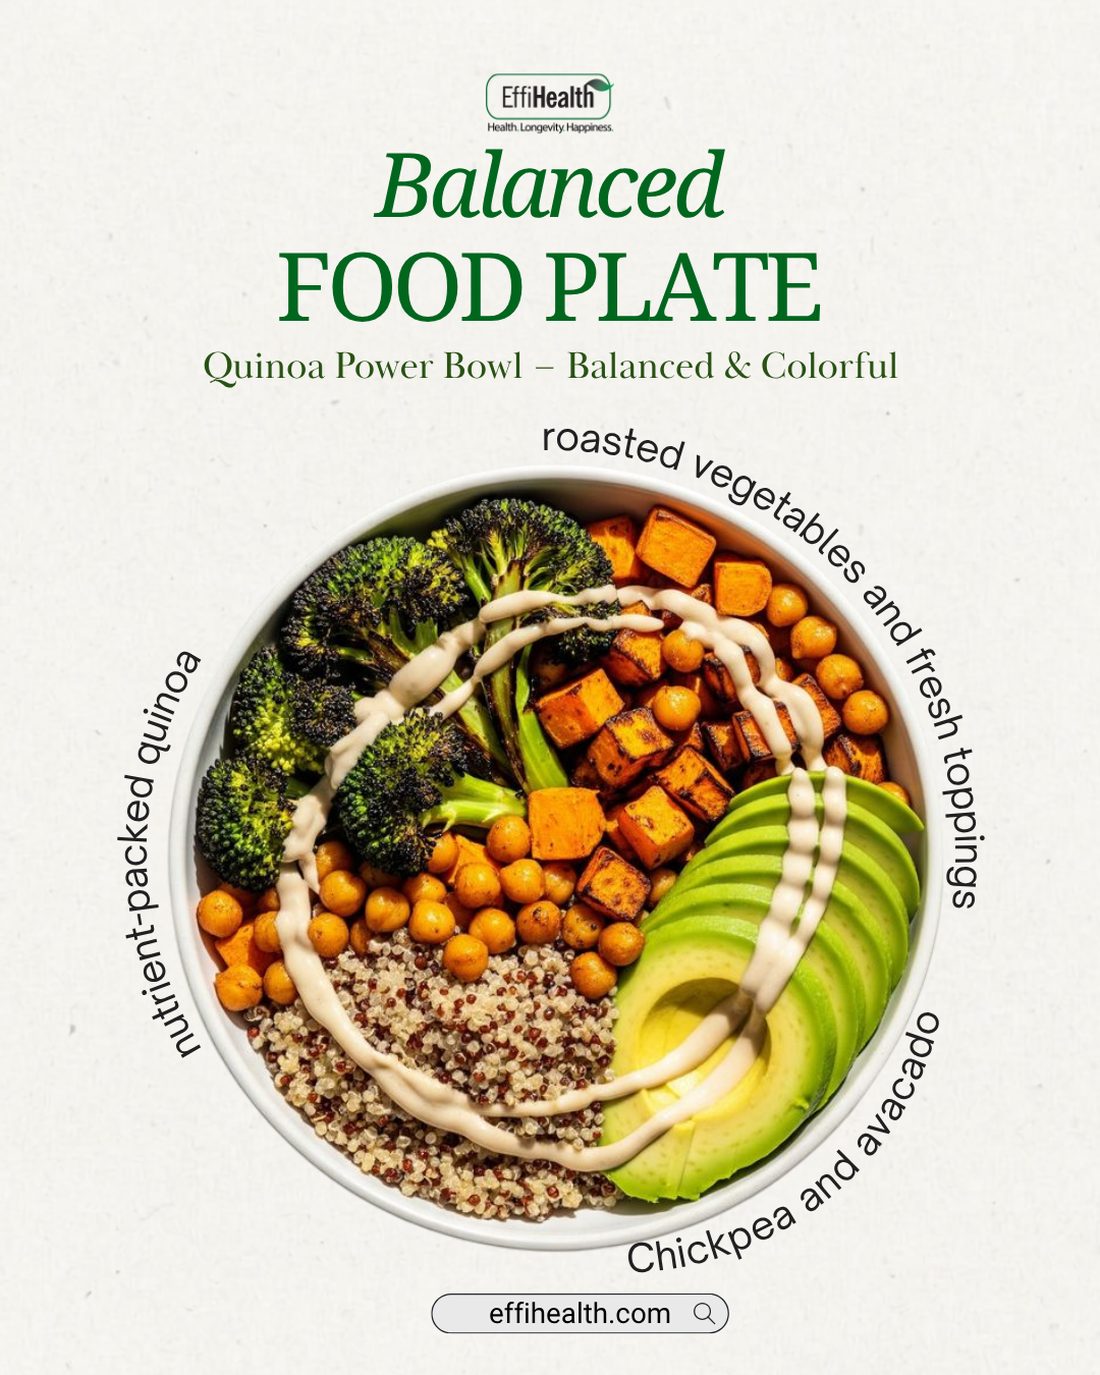 EffiHealth
Health. Longevity. Happiness.
Balanced
FOOD PLATE
Quinoa Power Bowl – Balanced & Colorful
roasted vegetables and fresh toppings
nutrient-packed quinoa
Chickpea and avacado
effihealth.com